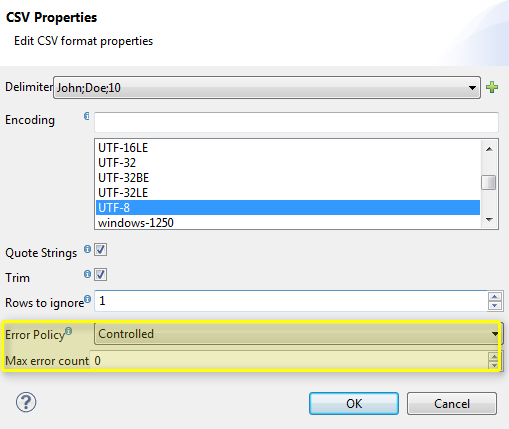 CSV Properties
Edit CSV format properties
Delimiter John;Doe;10
Encoding
UTF-16LE
UTF-32
UTF-32BE
UTF-32LE
UTF-8
windows-1250
Quote Strings
Trim
Rows to ignore 1
Error Policy Controlled
Max error count 0
OK Cancel